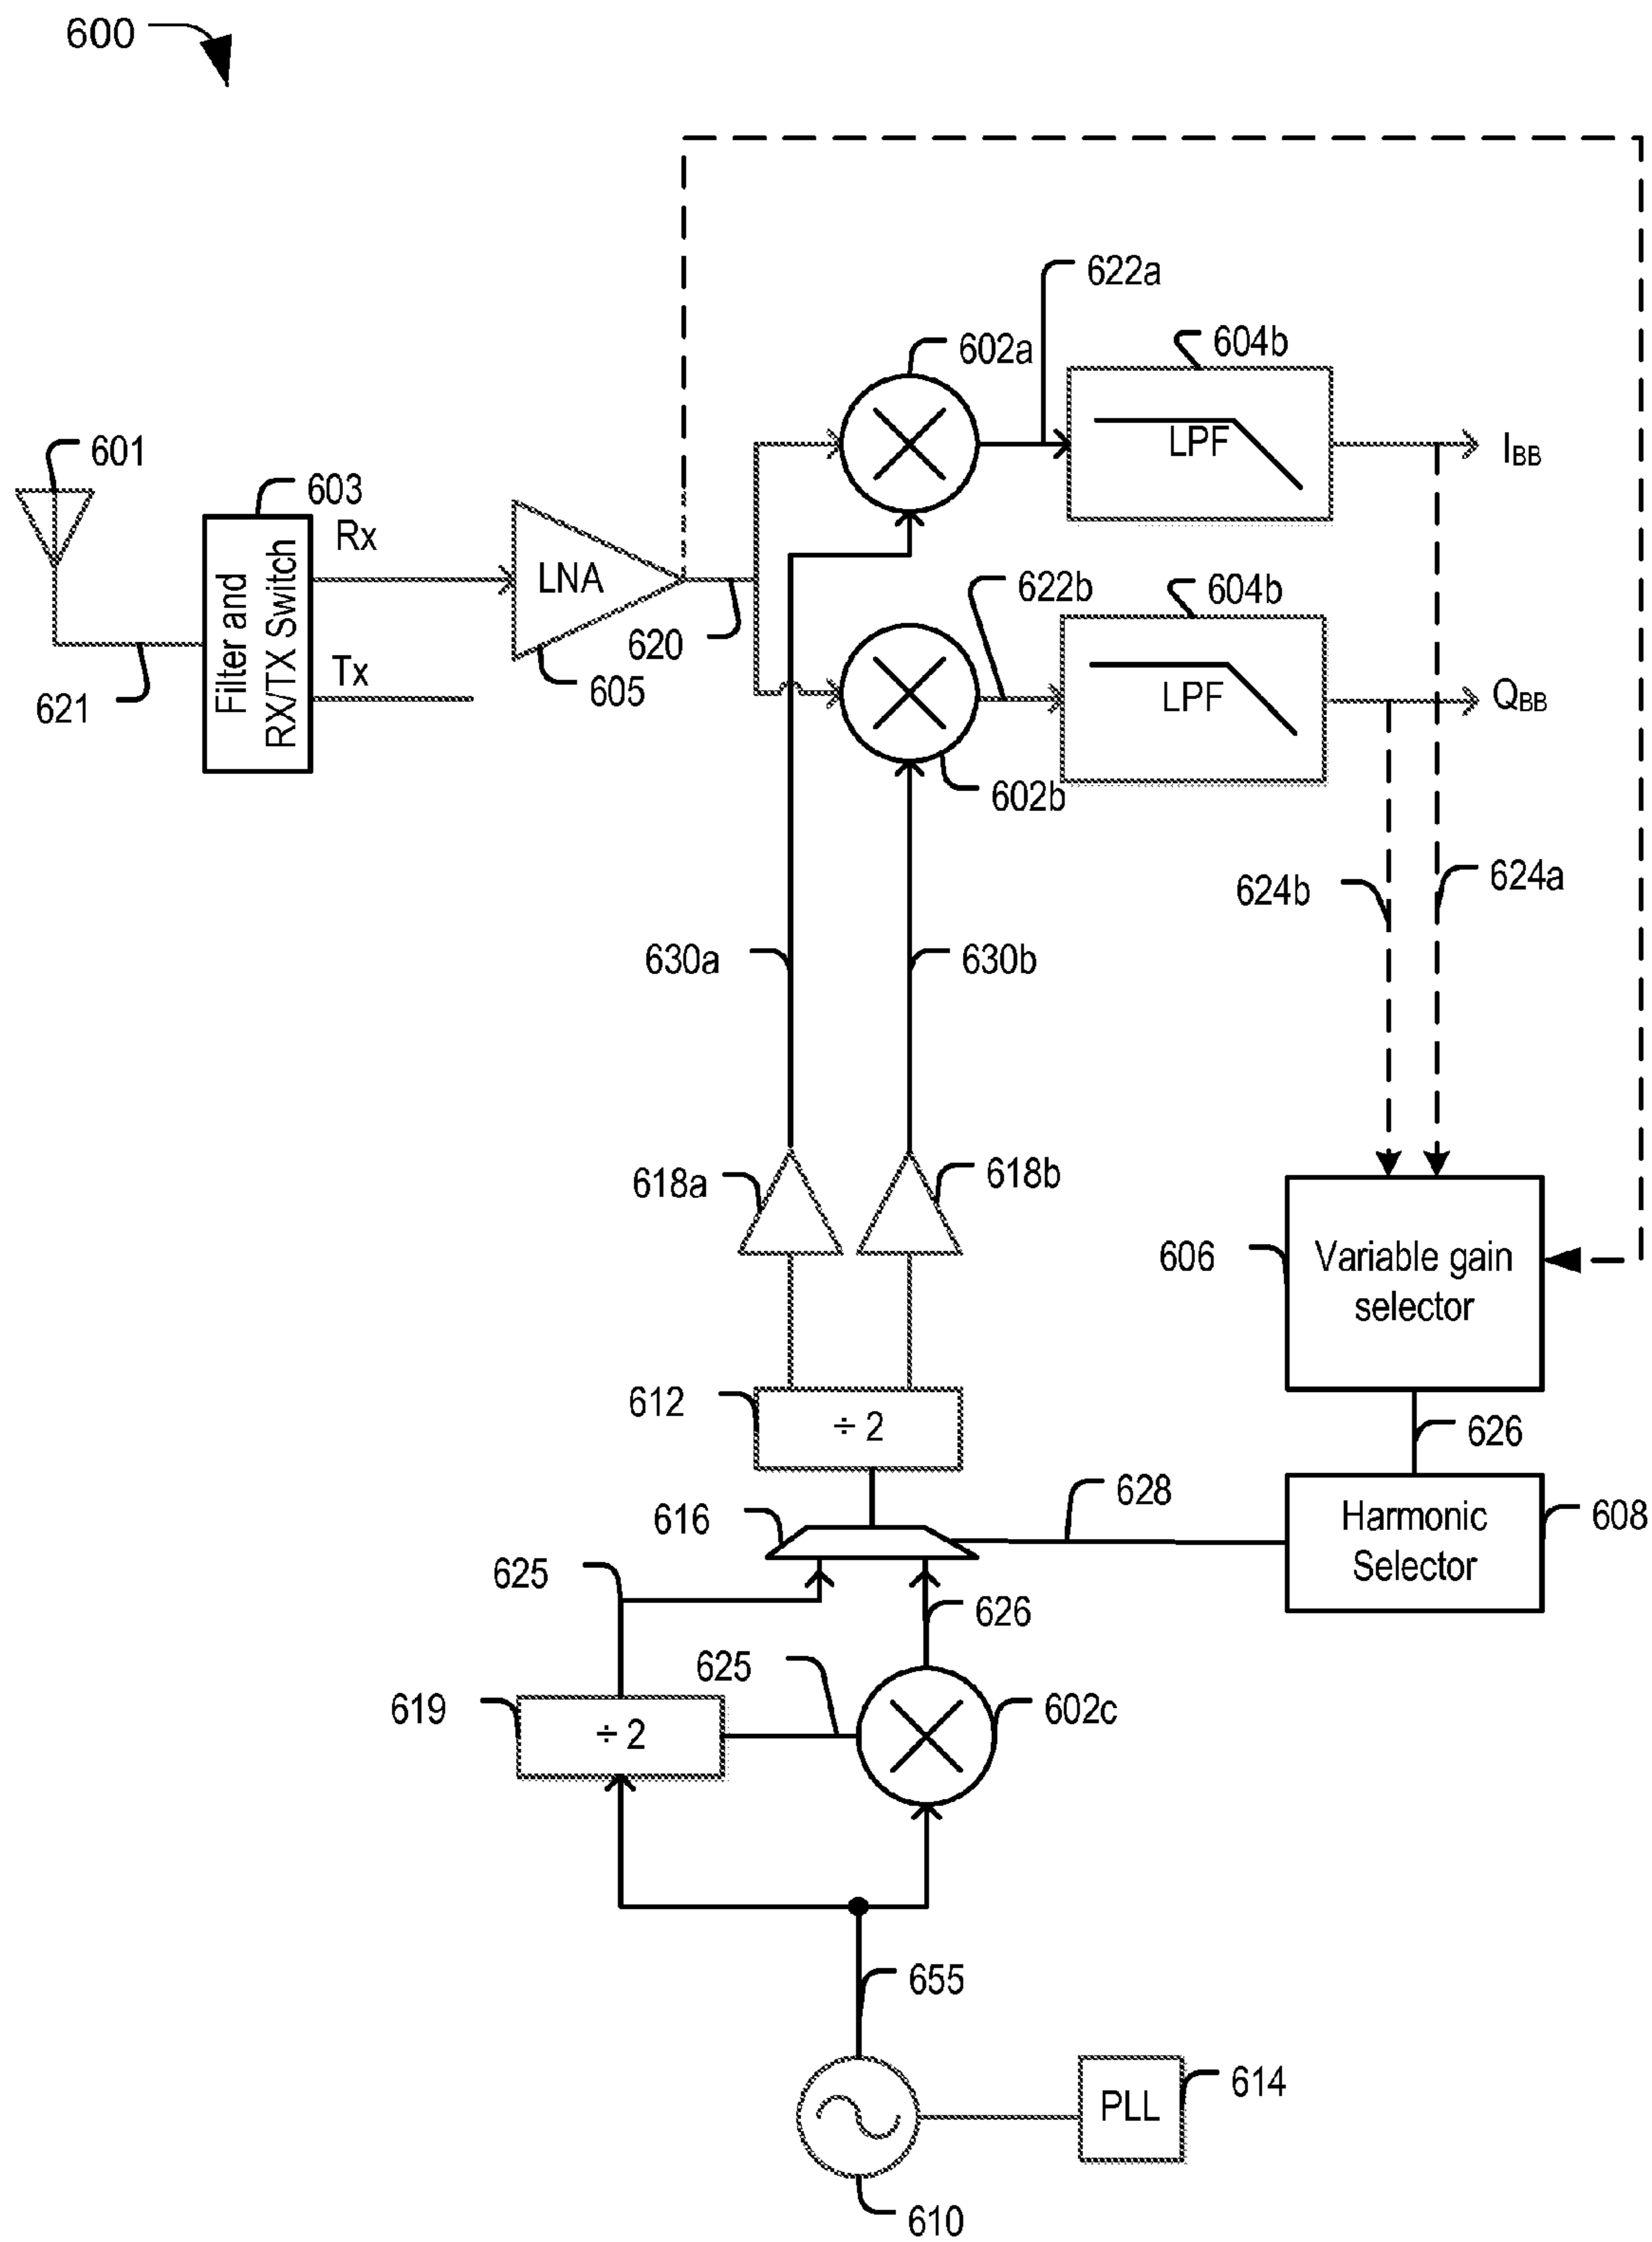 600
622a
602a
604b
LPF
I_BB
601
603
Rx
Filter and
RX/TX Switch
Tx
LNA
620
605
621
622b
604b
LPF
Q_BB
602b
624b
624a
630a
630b
618a
618b
606
Variable gain
selector
612
÷ 2
626
628
616
Harmonic
Selector
608
625
626
625
619
÷ 2
602c
655
PLL
614
610